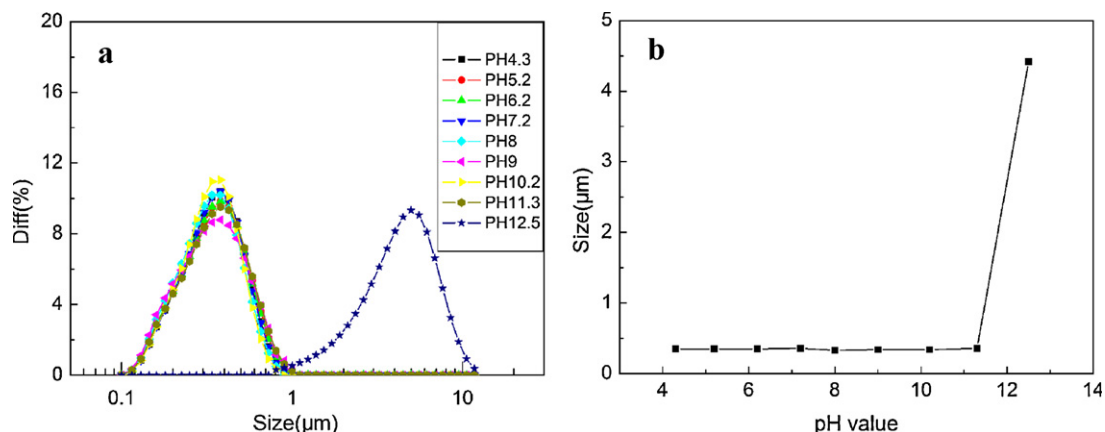 a
20
16
12
8
4
0
Diff(%)
PH4.3
PH5.2
PH6.2
PH7.2
PH8
PH9
PH10.2
PH11.3
PH12.5
0.1 1 10
Size(μm)
b
5
4
3
2
1
0
Size(μm)
4 6 8 10 12 14
pH value